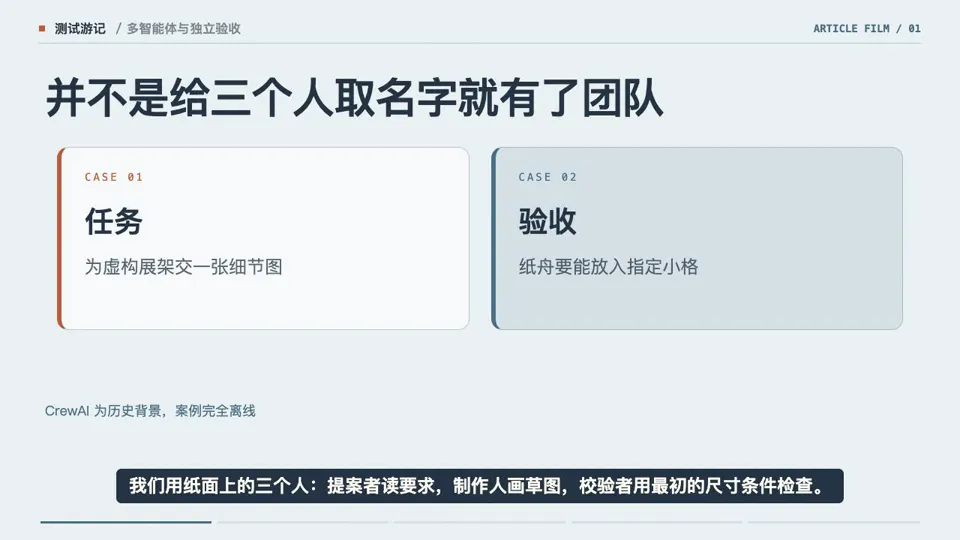 测试游记 / 多智能体与独立验收
ARTICLE FILM / 01
并不是给三个人取名字就有了团队
CASE 01
任务
为虚构展架交一张细节图
CASE 02
验收
纸舟要能放入指定小格
CrewAI 为历史背景，案例完全离线
我们用纸面上的三个人：提案者读要求，制作人画草图，校验者用最初的尺寸条件检查。